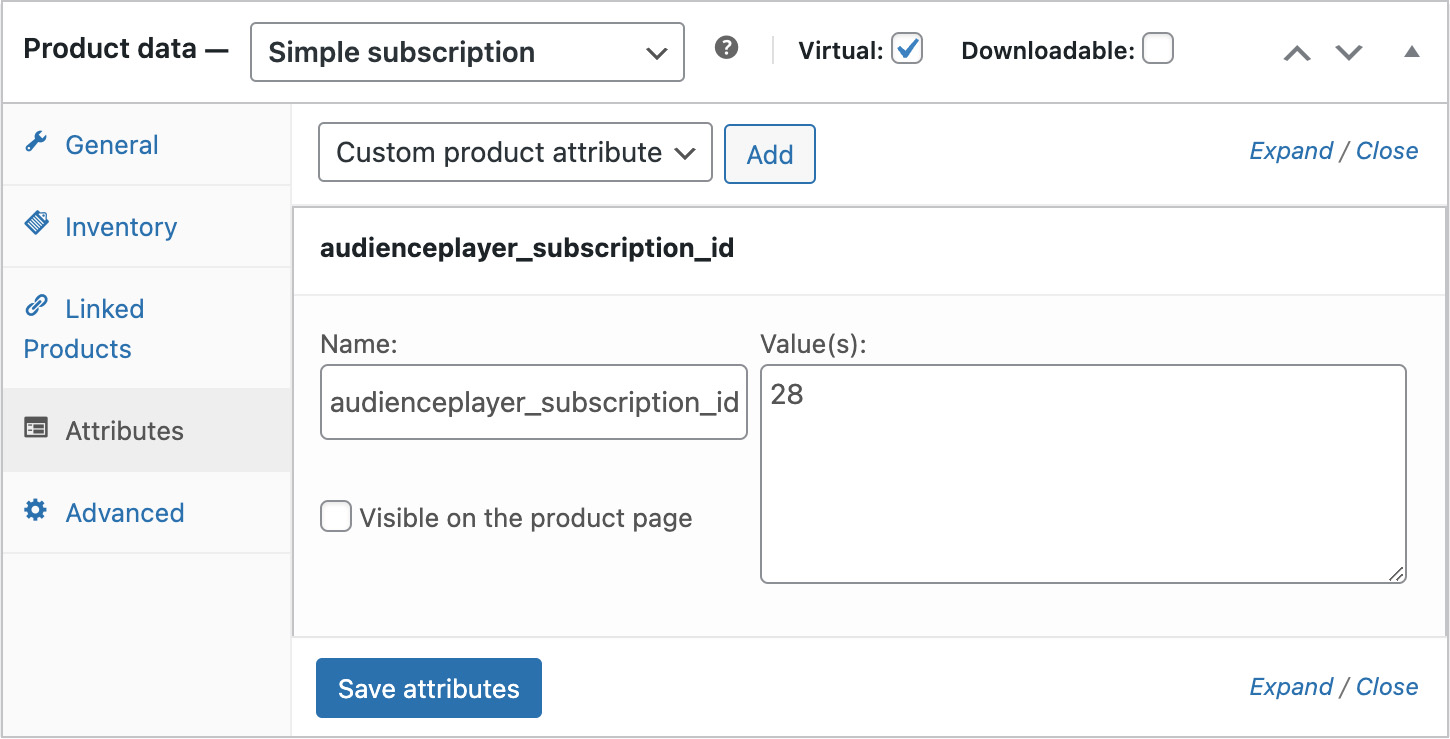 Product data — Simple subscription ? Virtual: Downloadable:
General
Inventory
Linked
Products
Attributes
Advanced
Custom product attribute Add Expand / Close
audienceplayer_subscription_id
Name: Value(s):
audienceplayer_subscription_id 28
Visible on the product page
Save attributes Expand / Close